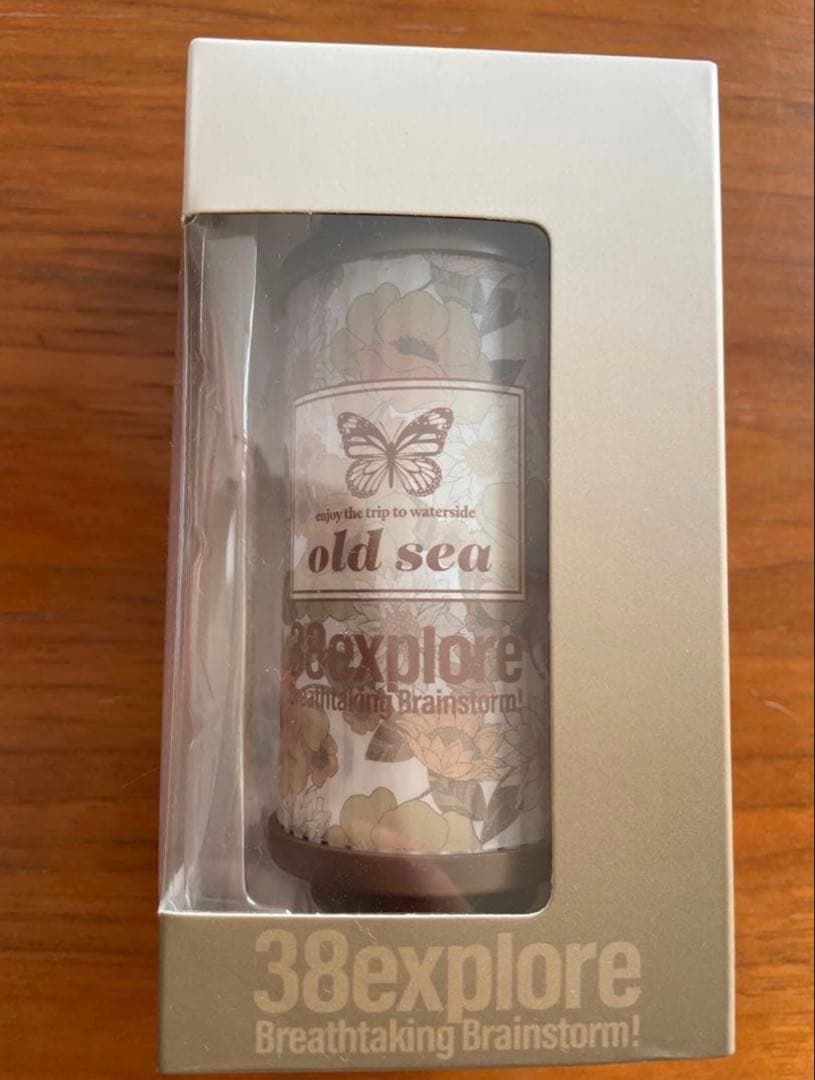 enjoy the trip to waterside
old sea
38explore
Breathtaking Brainstorm!
38explore
Breathtaking Brainstorm!